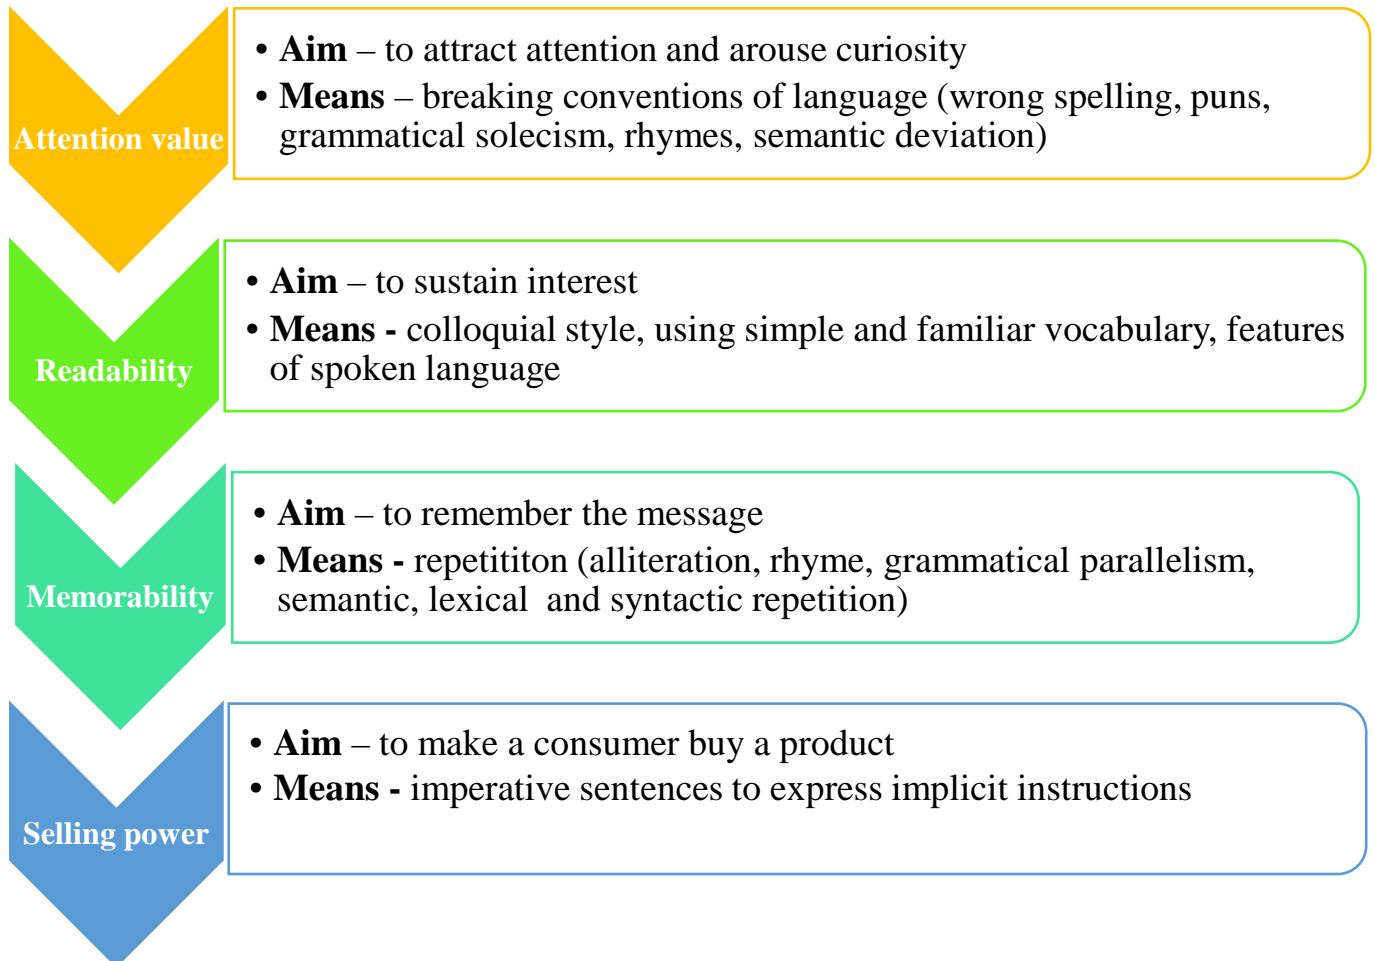 Attention value
• Aim – to attract attention and arouse curiosity
• Means – breaking conventions of language (wrong spelling, puns,
grammatical solecism, rhymes, semantic deviation)
Readability
• Aim – to sustain interest
• Means - colloquial style, using simple and familiar vocabulary, features
of spoken language
Memorability
• Aim – to remember the message
• Means - repetititon (alliteration, rhyme, grammatical parallelism,
semantic, lexical and syntactic repetition)
Selling power
• Aim – to make a consumer buy a product
• Means - imperative sentences to express implicit instructions